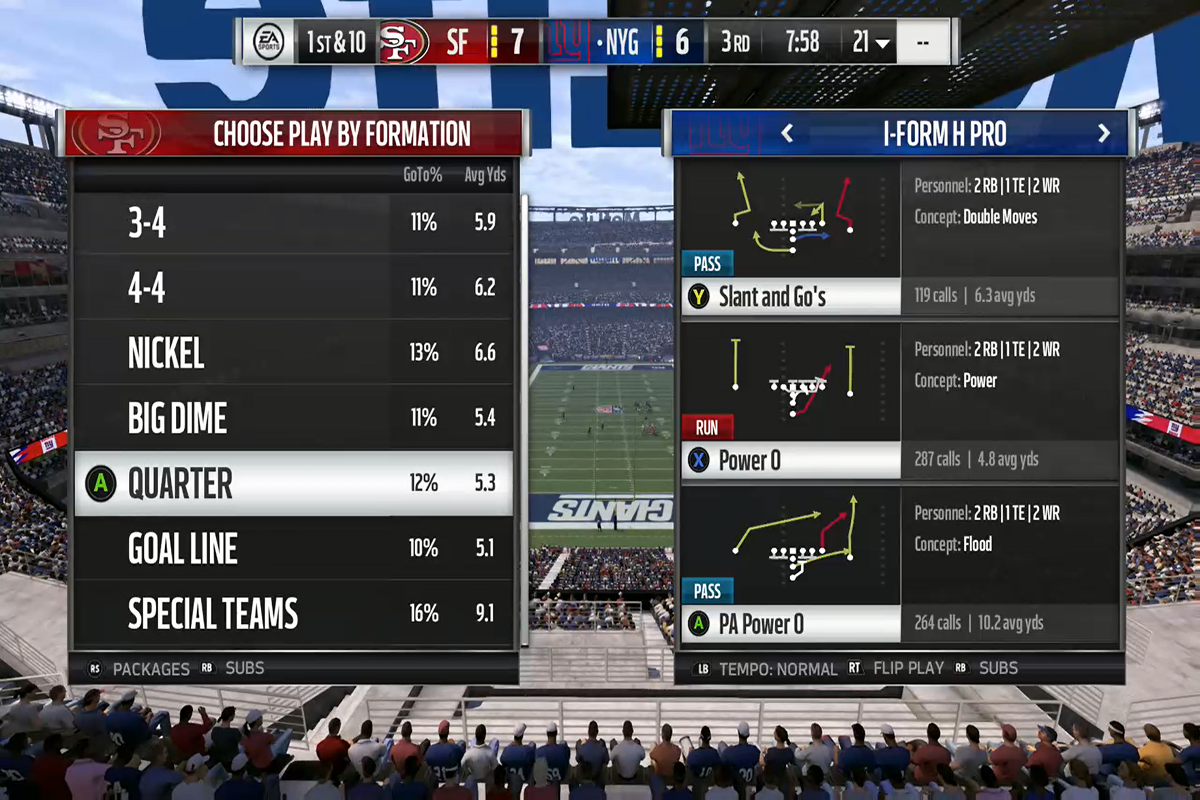 EA SPORTS 1ST & 10 SF SF 7 NYG 6 3RD 7:58 21 --
CHOOSE PLAY BY FORMATION
GoTo% Avg Yds
3-4 11% 5.9
4-4 11% 6.2
NICKEL 13% 6.6
BIG DIME 11% 5.4
A QUARTER 12% 5.3
GOAL LINE 10% 5.1
SPECIAL TEAMS 16% 9.1
RS PACKAGES RB SUBS
I-FORM H PRO
Personnel: 2 RB | 1 TE | 2 WR
Concept: Double Moves
PASS
Y Slant and Go's 119 calls | 6.3 avg yds
Personnel: 2 RB | 1 TE | 2 WR
Concept: Power
RUN
X Power O 287 calls | 4.8 avg yds
Personnel: 2 RB | 1 TE | 2 WR
Concept: Flood
PASS
A PA Power O 264 calls | 10.2 avg yds
LB TEMPO: NORMAL RT FLIP PLAY RB SUBS
GIANTS
GIANTS